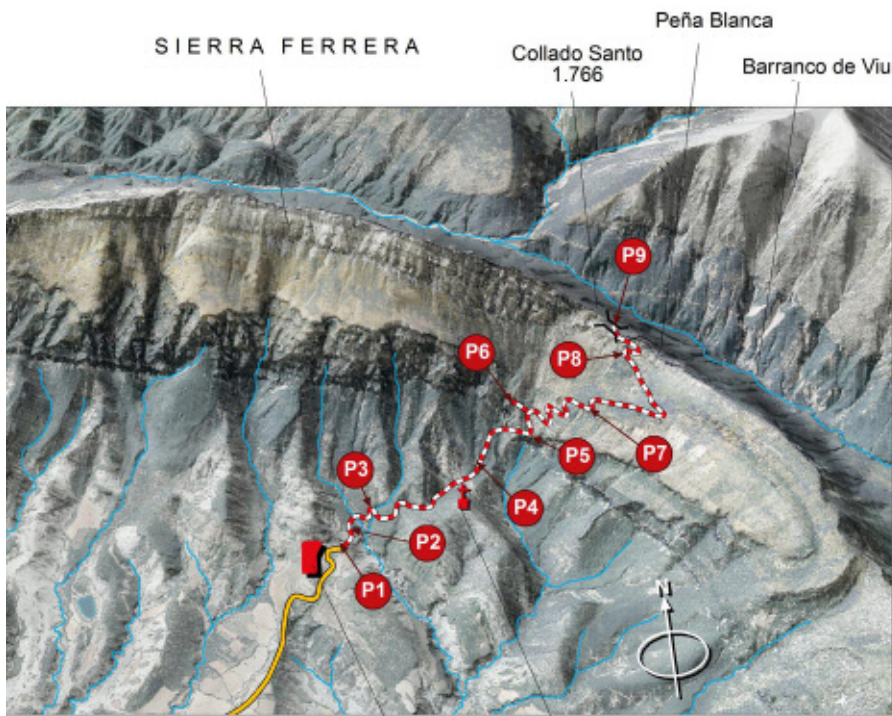 Peña Blanca
SIERRA FERRERA
Collado Santo
1.766
Barranco de Viu
P9
P8
P6
P7
P5
P3
P4
P2
P1
N